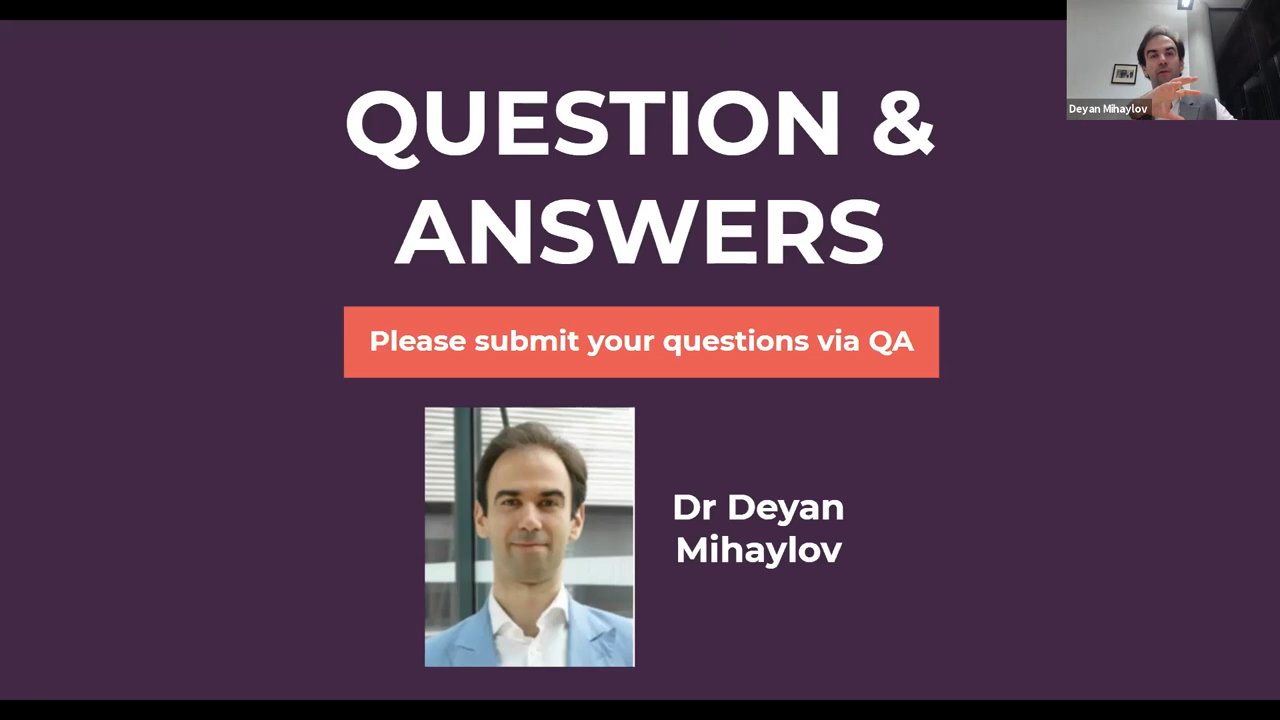 QUESTION &
ANSWERS
Please submit your questions via QA
Dr Deyan
Mihaylov
Deyan Mihaylov